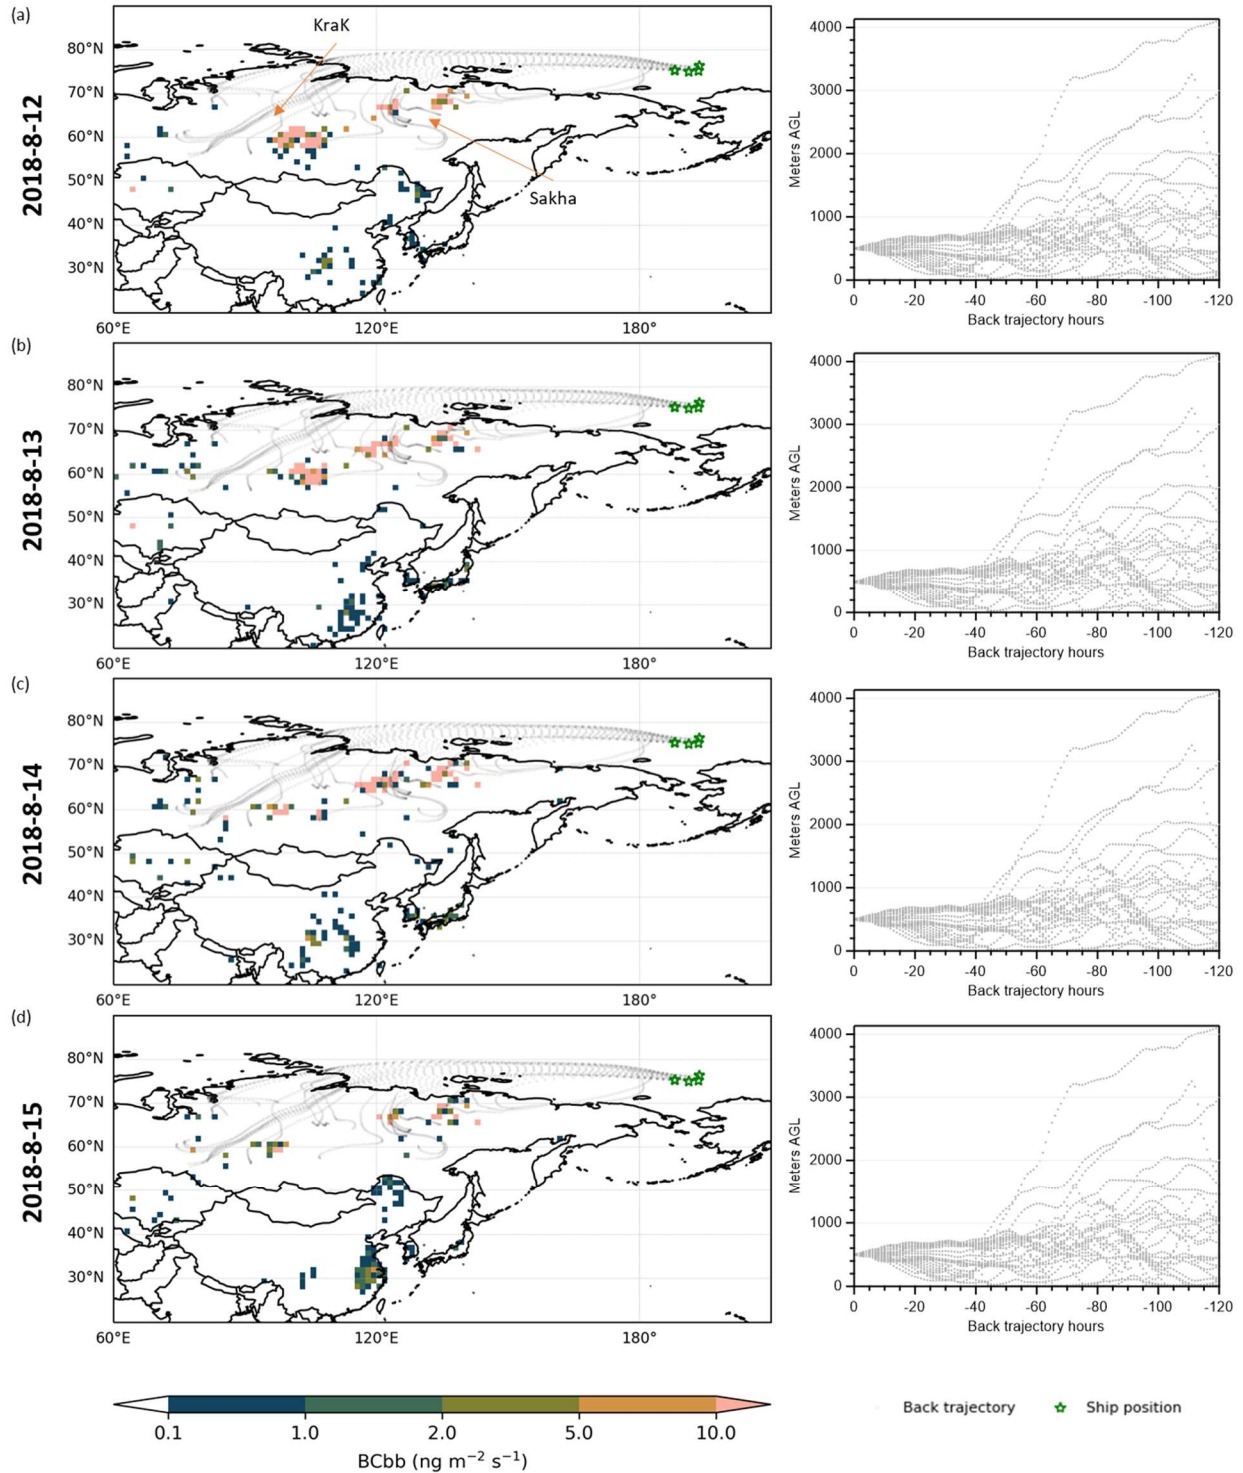 (a)
2018-8-12
KraK
Sakha
80°N
70°N
60°N
50°N
40°N
30°N
60°E 120°E 180°
Meters AGL
4000
3000
2000
1000
0
0 -20 -40 -60 -80 -100 -120
Back trajectory hours
(b)
2018-8-13
80°N
70°N
60°N
50°N
40°N
30°N
60°E 120°E 180°
Meters AGL
4000
3000
2000
1000
0
0 -20 -40 -60 -80 -100 -120
Back trajectory hours
(c)
2018-8-14
80°N
70°N
60°N
50°N
40°N
30°N
60°E 120°E 180°
Meters AGL
4000
3000
2000
1000
0
0 -20 -40 -60 -80 -100 -120
Back trajectory hours
(d)
2018-8-15
80°N
70°N
60°N
50°N
40°N
30°N
60°E 120°E 180°
Meters AGL
4000
3000
2000
1000
0
0 -20 -40 -60 -80 -100 -120
Back trajectory hours
0.1 1.0 2.0 5.0 10.0
BCbb (ng m⁻² s⁻¹)
Back trajectory Ship position